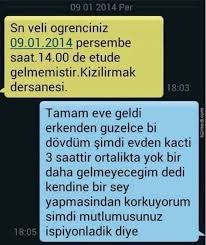 09 01 2014 Per
Sn veli ogrenciniz
09.01.2014 persembe
saat.14.00 de etude
gelmemistir.Kizilirmak
dersanesi.
18:03
Tamam eve geldi
erkenden guzelce bi
dövdüm şimdi evden kacti
3 saattir ortalikta yok bir
daha gelmeyecegim dedi
kendine bir sey
yapmasindan korkuyorum
simdi mutlumusunuz
18:05
ispiyonladik diye